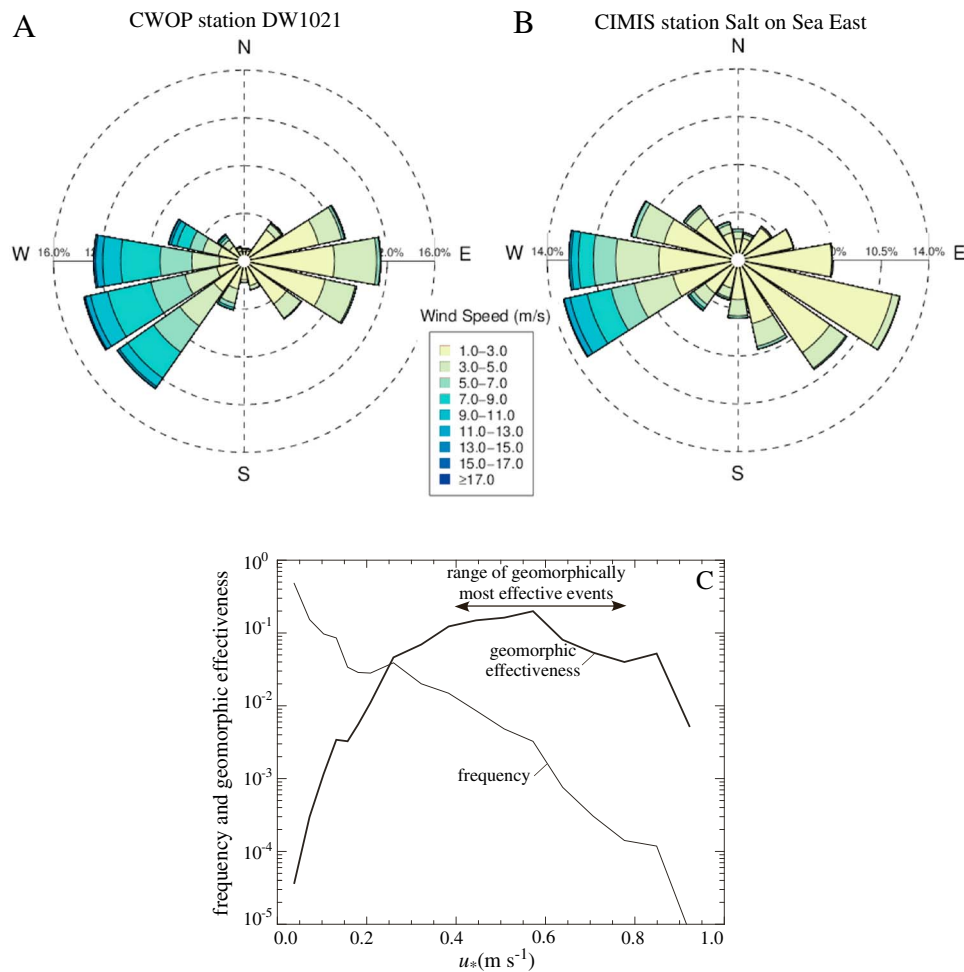 A
CWOP station DW1021
B
CIMIS station Salt on Sea East
N
N
W
16.0%
16.0%
E
W
14.0%
10.5%
14.0%
E
S
S
Wind Speed (m/s)
1.0–3.0
3.0–5.0
5.0–7.0
7.0–9.0
9.0–11.0
11.0–13.0
13.0–15.0
15.0–17.0
≥17.0
C
range of geomorphically
most effective events
geomorphic
effectiveness
frequency
frequency and geomorphic effectiveness
10⁰
10⁻¹
10⁻²
10⁻³
10⁻⁴
10⁻⁵
0.0
0.2
0.4
0.6
0.8
1.0
u*(m s⁻¹)